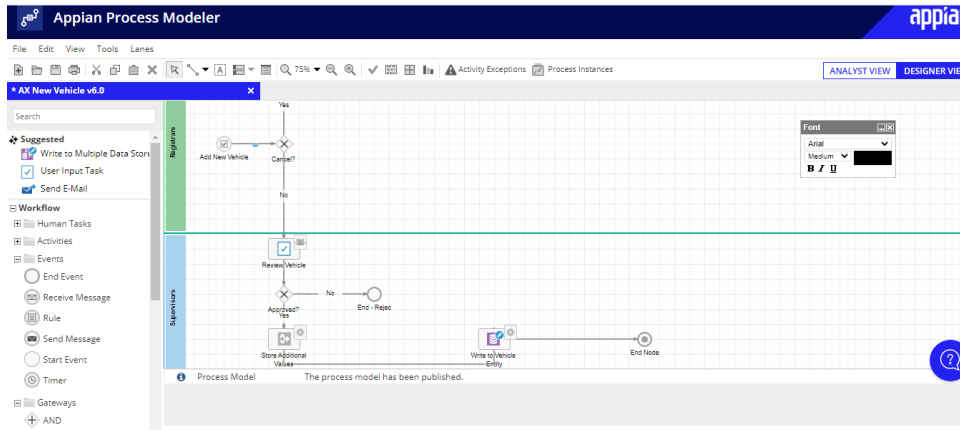 Appian Process Modeler
appia
File Edit View Tools Lanes
75%
Activity Exceptions
Process Instances
ANALYST VIEW
DESIGNER VIE
* AX New Vehicle v6.0
Search
Suggested
Write to Multiple Data Store
User Input Task
Send E-Mail
Workflow
Human Tasks
Activities
Events
End Event
Receive Message
Rule
Send Message
Start Event
Timer
Gateways
AND
Registrars
Yes
Add New Vehicle
Cancel?
No
Font
Arial
Medium
B I U
Supervisors
Review Vehicle
Approved?
No
End - Rejec
Yes
Store Additional
Values
Write to Vehicle
Entity
End Node
Process Model The process model has been published.